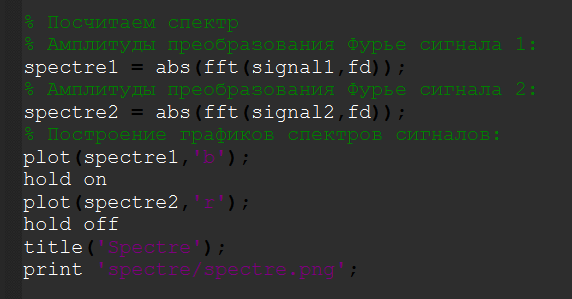 % Посчитаем спектр
% Амплитуды преобразования Фурье сигнала 1:
spectre1 = abs(fft(signal1,fd));
% Амплитуды преобразования Фурье сигнала 2:
spectre2 = abs(fft(signal2,fd));
% Построение графиков спектров сигналов:
plot(spectre1,'b');
hold on
plot(spectre2,'r');
hold off
title('Spectre');
print 'spectre/spectre.png';